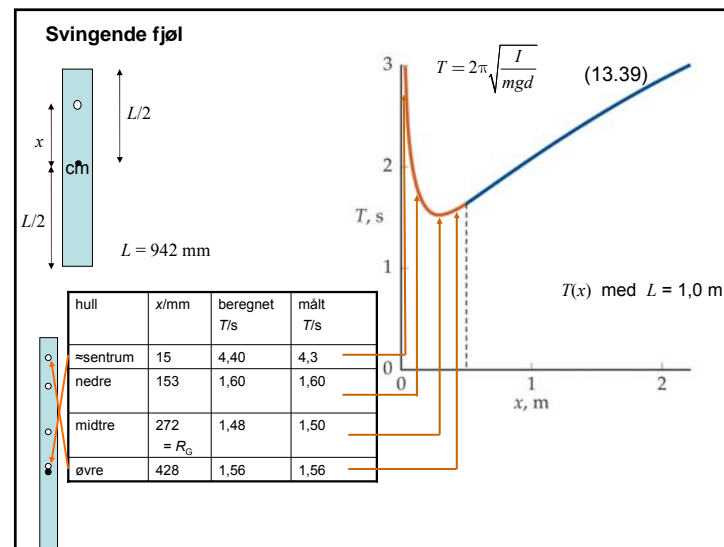 Svingende fjøl
L/2
x
cm
L/2
L = 942 mm
T = 2π√(I/mgd)
(13.39)
3
2
T, s
1
0
0 1 2
x, m
T(x) med L = 1,0 m
hull x/mm beregnet T/s målt T/s
≈sentrum 15 4,40 4,3
nedre 153 1,60 1,60
midtre 272 = R_G 1,48 1,50
øvre 428 1,56 1,56